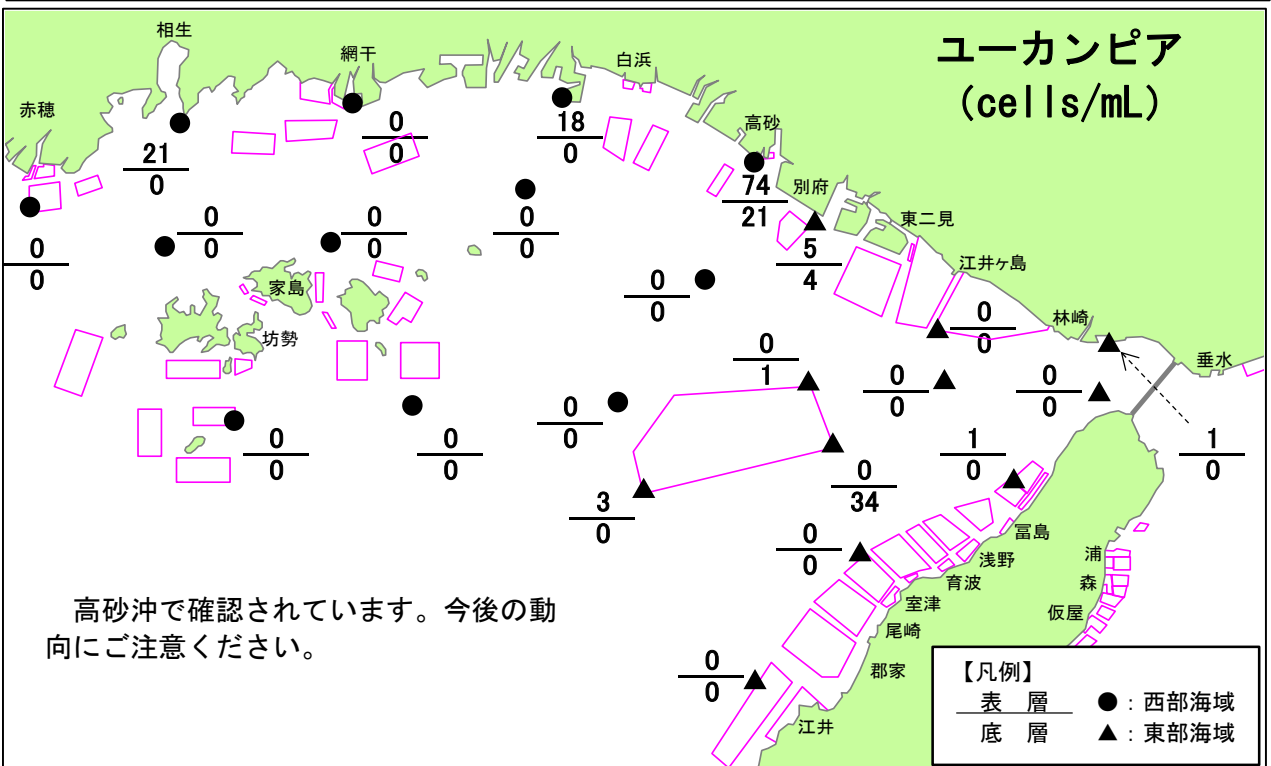 ユーカンピア
(cells/mL)
相生
網干
白浜
赤穂
高砂
別府
東二見
江井ヶ島
林崎
垂水
家島
坊勢
21
0
0
0
18
0
74
21
0
0
0
0
0
0
0
0
5
4
0
0
0
0
0
1
0
0
0
0
1
0
0
0
0
0
0
0
1
0
0
34
3
0
0
0
0
0
富島
浅野
育波
室津
尾崎
郡家
江井
浦
森
仮屋
高砂沖で確認されています。今後の動
向にご注意ください。
【凡例】
表 層
底 層
●:西部海域
▲:東部海域